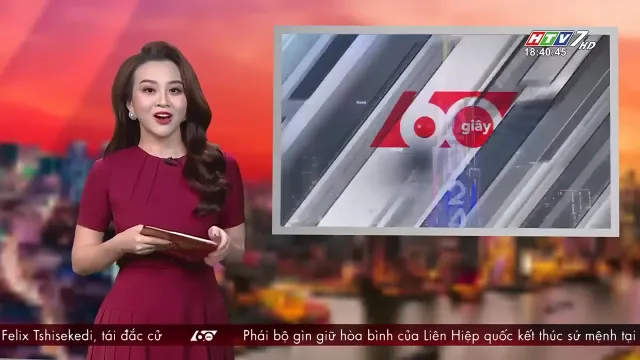 HTV7 HD
18:40:45
60 giây
Felix Tshisekedi, tái đắc cử 60 Phái bộ gìn giữ hòa bình của Liên Hiệp quốc kết thúc sứ mệnh tại